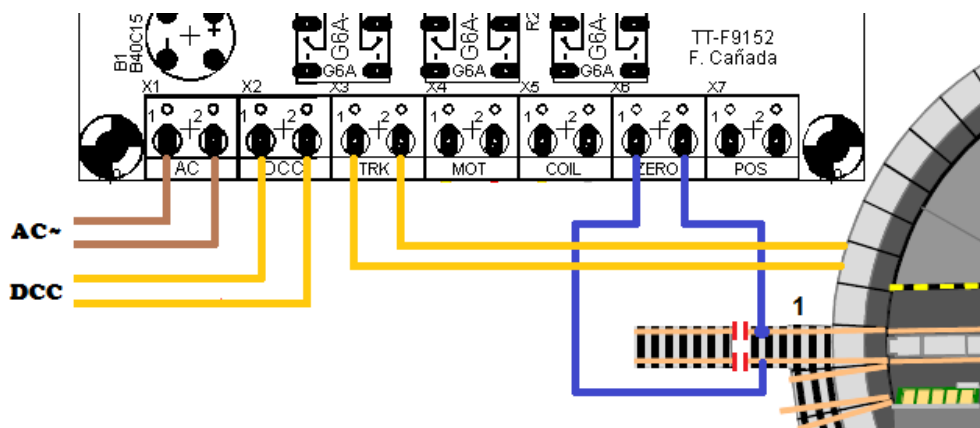 B1
B40C15
G6A-
G6A
G6A-
G6A
R2
G6A-
G6A
TT-F9152
F. Cañada
X1 X2 X3 X4 X5 X6 X7
1 2 1 2 1 2 1 2 1 2 1 2 1 2
AC DCC TRK MOT COIL ZERO POS
AC~
DCC
1